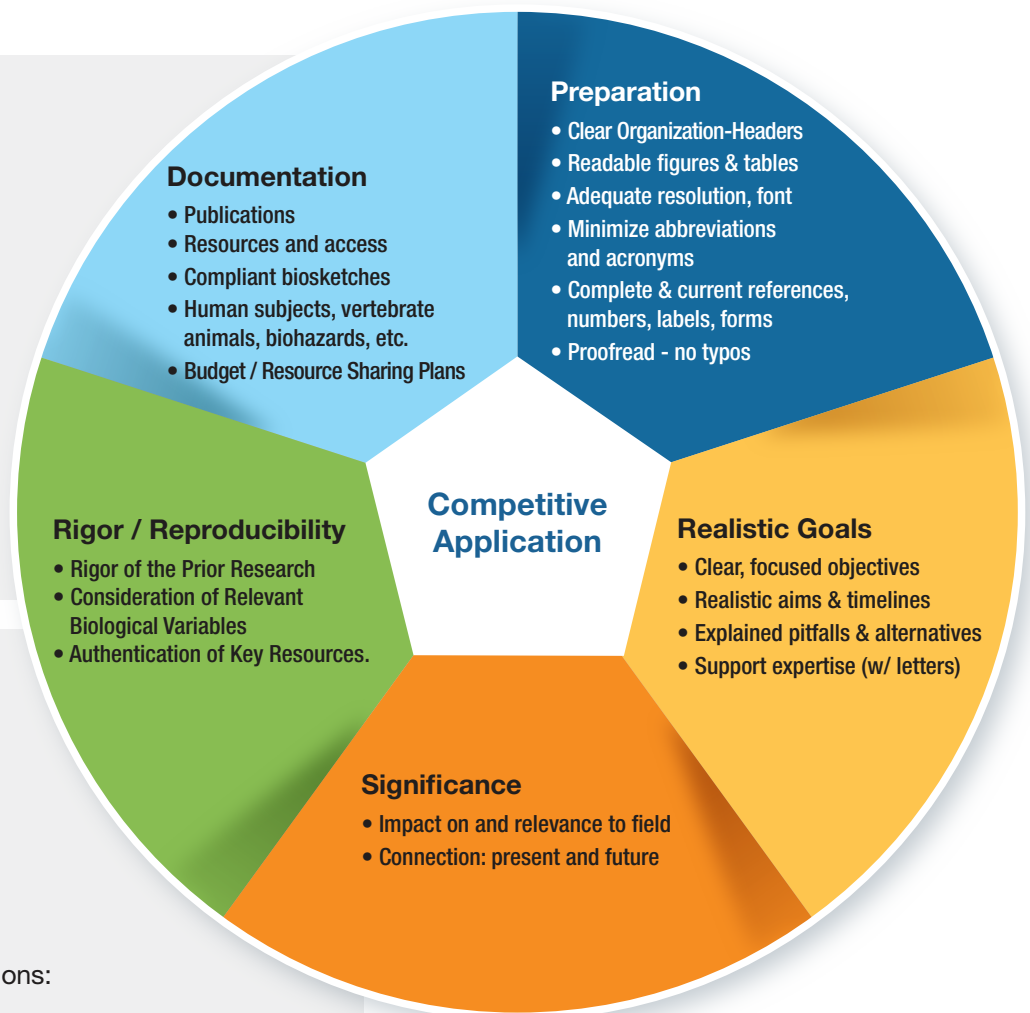 Preparation
• Clear Organization-Headers
• Readable figures & tables
• Adequate resolution, font
• Minimize abbreviations
and acronyms
• Complete & current references,
numbers, labels, forms
• Proofread - no typos
Realistic Goals
• Clear, focused objectives
• Realistic aims & timelines
• Explained pitfalls & alternatives
• Support expertise (w/ letters)
Significance
• Impact on and relevance to field
• Connection: present and future
Rigor / Reproducibility
• Rigor of the Prior Research
• Consideration of Relevant
Biological Variables
• Authentication of Key Resources.
Documentation
• Publications
• Resources and access
• Compliant biosketches
• Human subjects, vertebrate
animals, biohazards, etc.
• Budget / Resource Sharing Plans
Competitive
Application
ons: